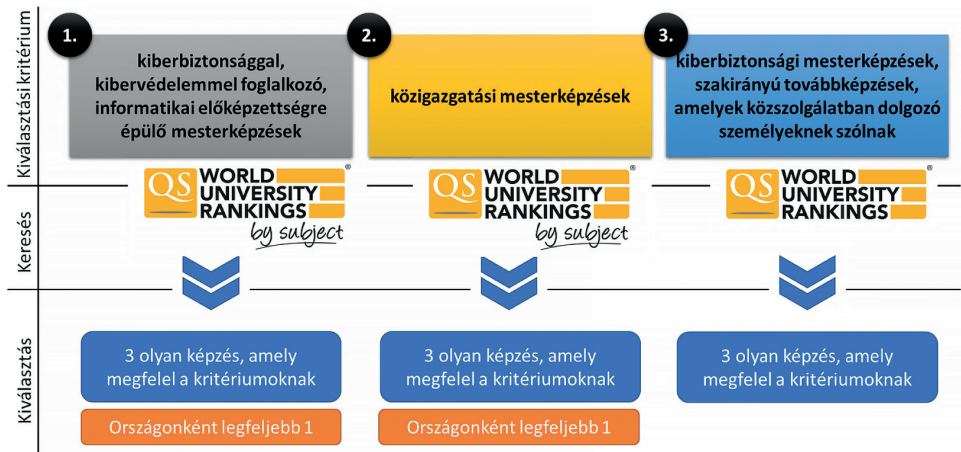 Kiválasztási kritérium
1.
kiberbiztonsággal,
kibervédelemmel foglalkozó,
informatikai előképzettségre
épülő mesterképzések
2.
közigazgatási mesterképzések
3.
kiberbiztonsági mesterképzések,
szakirányú továbbképzések,
amelyek közszolgálatban dolgozó
személyeknek szólnak
Keresés
QS WORLD
UNIVERSITY
RANKINGS
by subject
®
QS WORLD
UNIVERSITY
RANKINGS
by subject
®
QS WORLD
UNIVERSITY
RANKINGS
®
Kiválasztás
3 olyan képzés, amely
megfelel a kritériumoknak
Országonként legfeljebb 1
3 olyan képzés, amely
megfelel a kritériumoknak
Országonként legfeljebb 1
3 olyan képzés, amely
megfelel a kritériumoknak